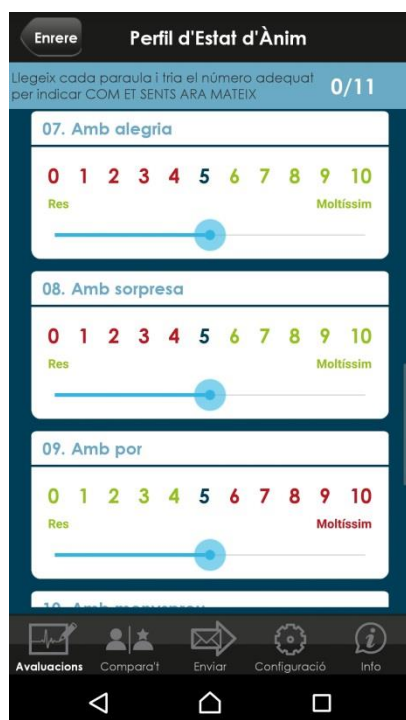 Enrere
Perfil d'Estat d'Ànim
Llegeix cada paraula i tria el número adequat
per indicar COM ET SENTS ARA MATEIX
0/11
07. Amb alegria
0 1 2 3 4 5 6 7 8 9 10
Res Moltíssim
08. Amb sorpresa
0 1 2 3 4 5 6 7 8 9 10
Res Moltíssim
09. Amb por
0 1 2 3 4 5 6 7 8 9 10
Res Moltíssim
10. Amb menyspreu
Avaluacions Compara't Enviar Configuració Info